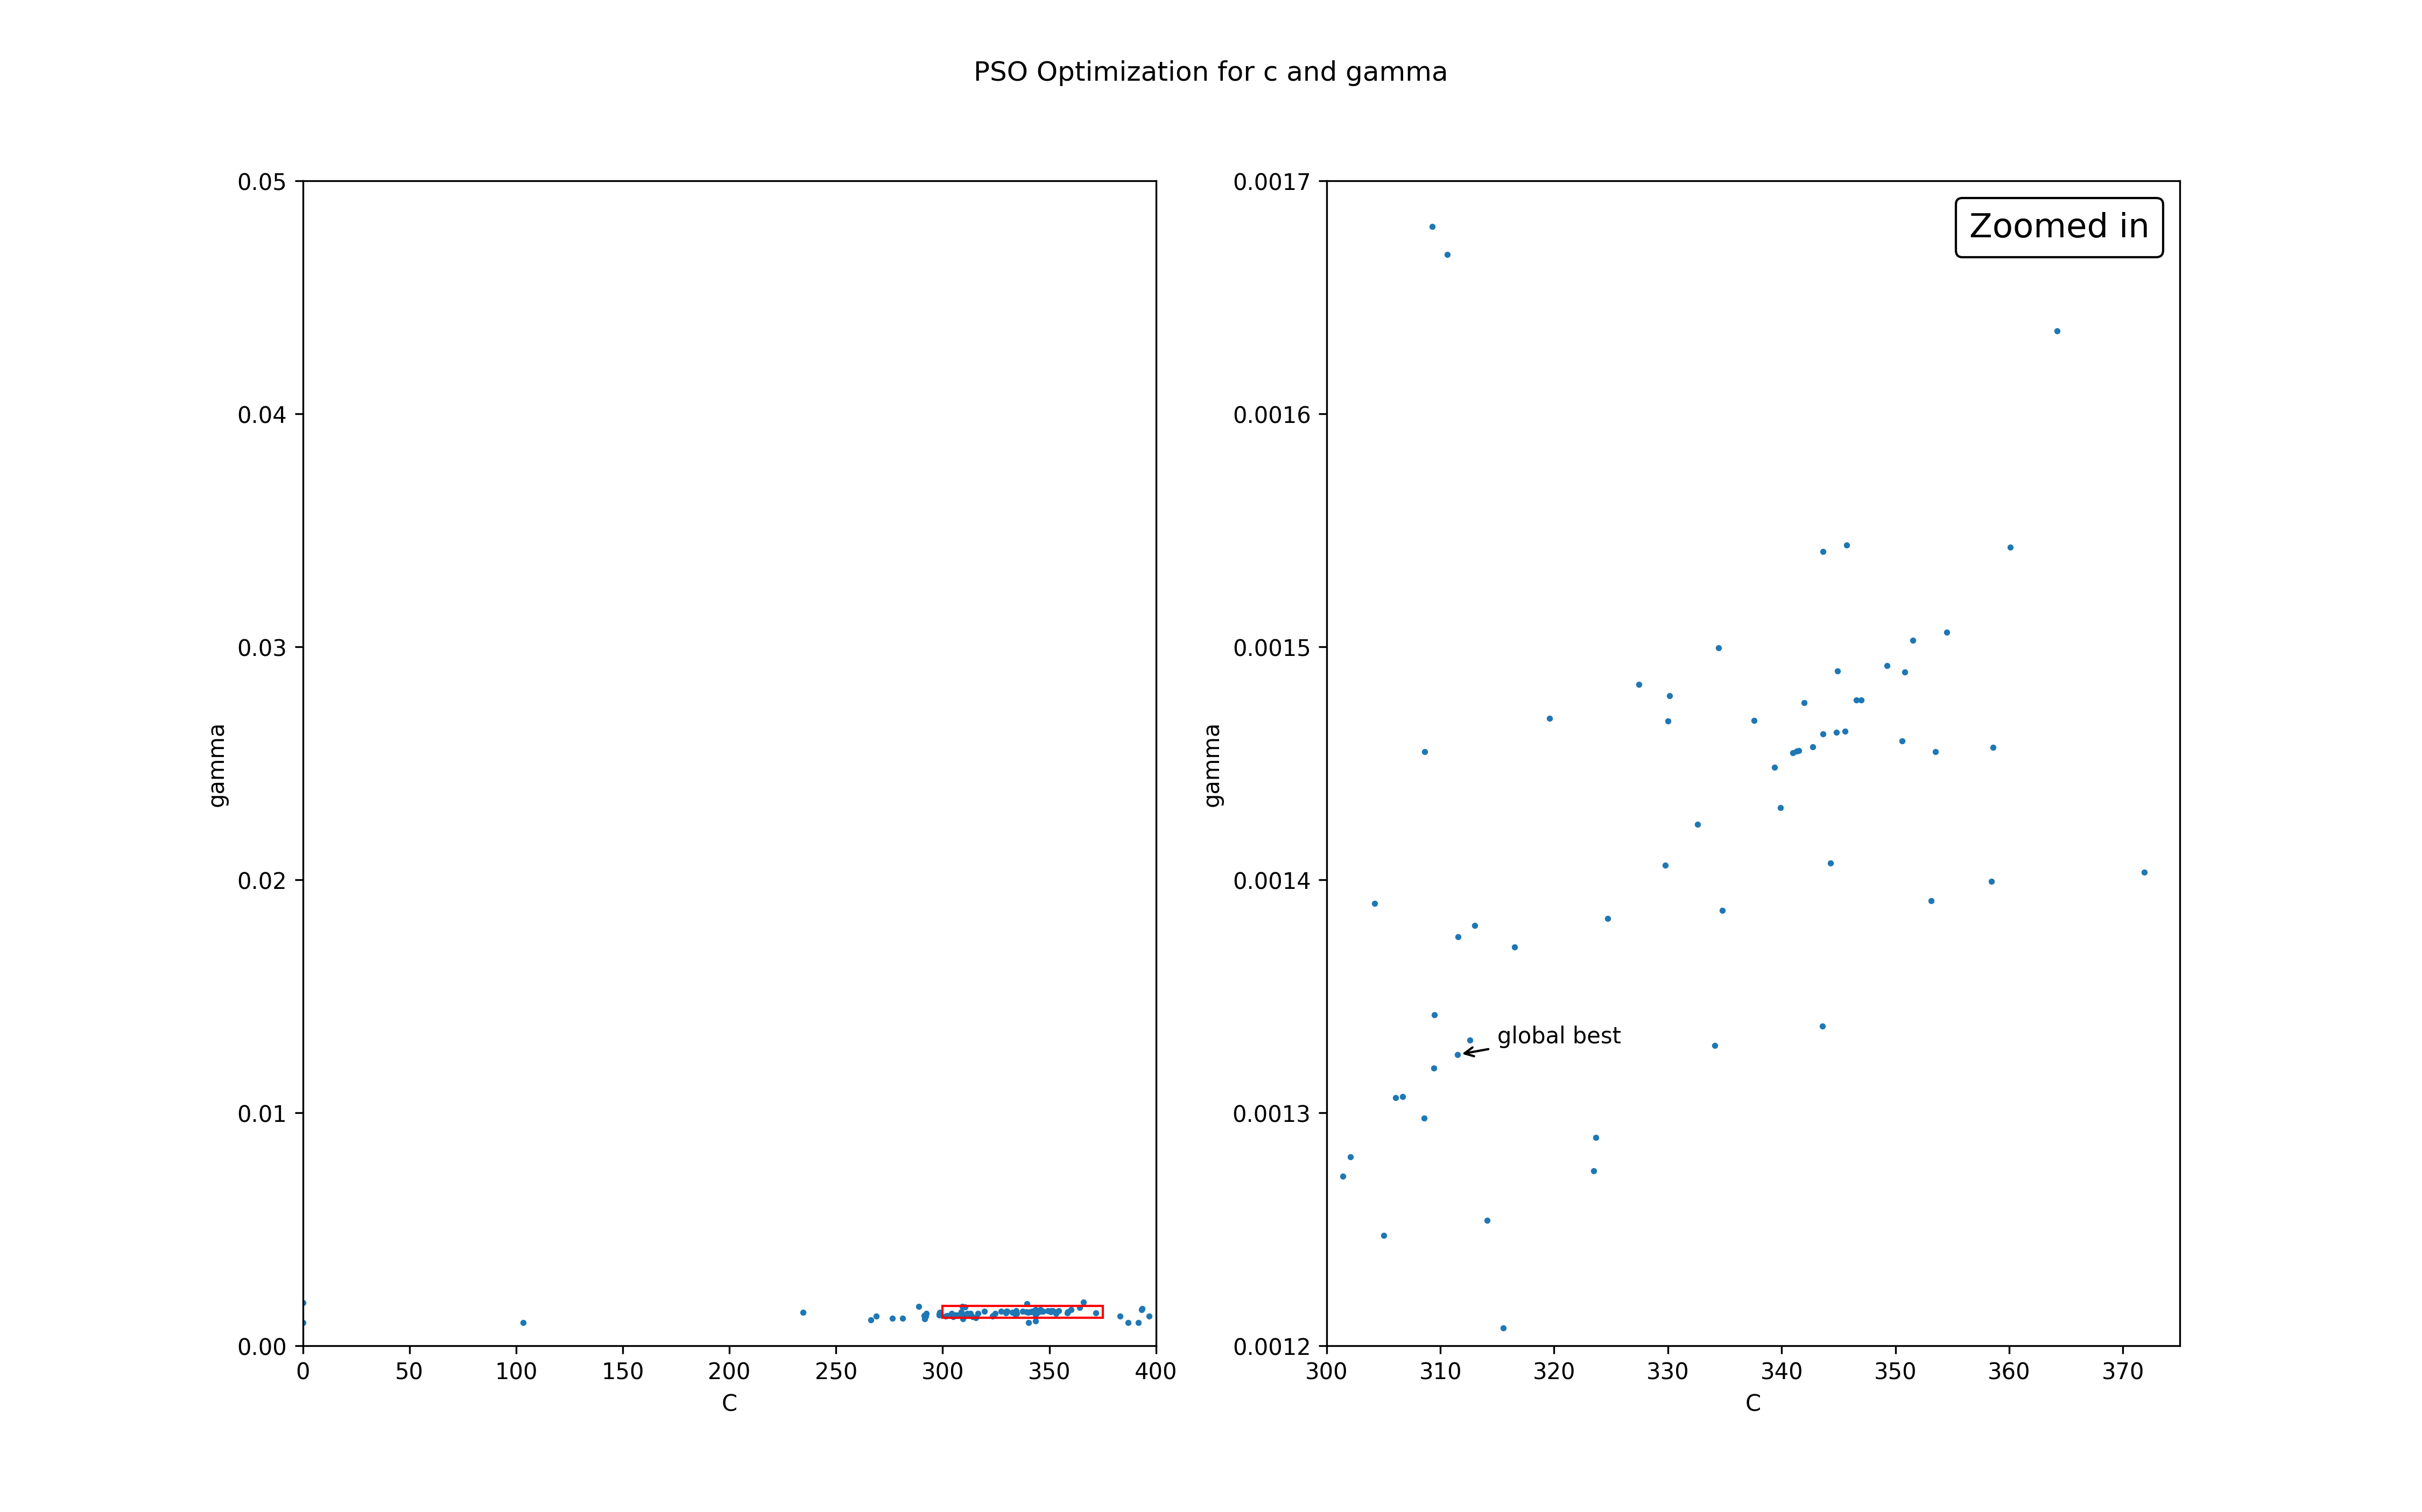 PSO Optimization for c and gamma
0.05
0.04
0.03
0.02
0.01
0.00
gamma
0 50 100 150 200 250 300 350 400
C
0.0017
0.0016
0.0015
0.0014
0.0013
0.0012
gamma
Zoomed in
global best
300 310 320 330 340 350 360 370
C